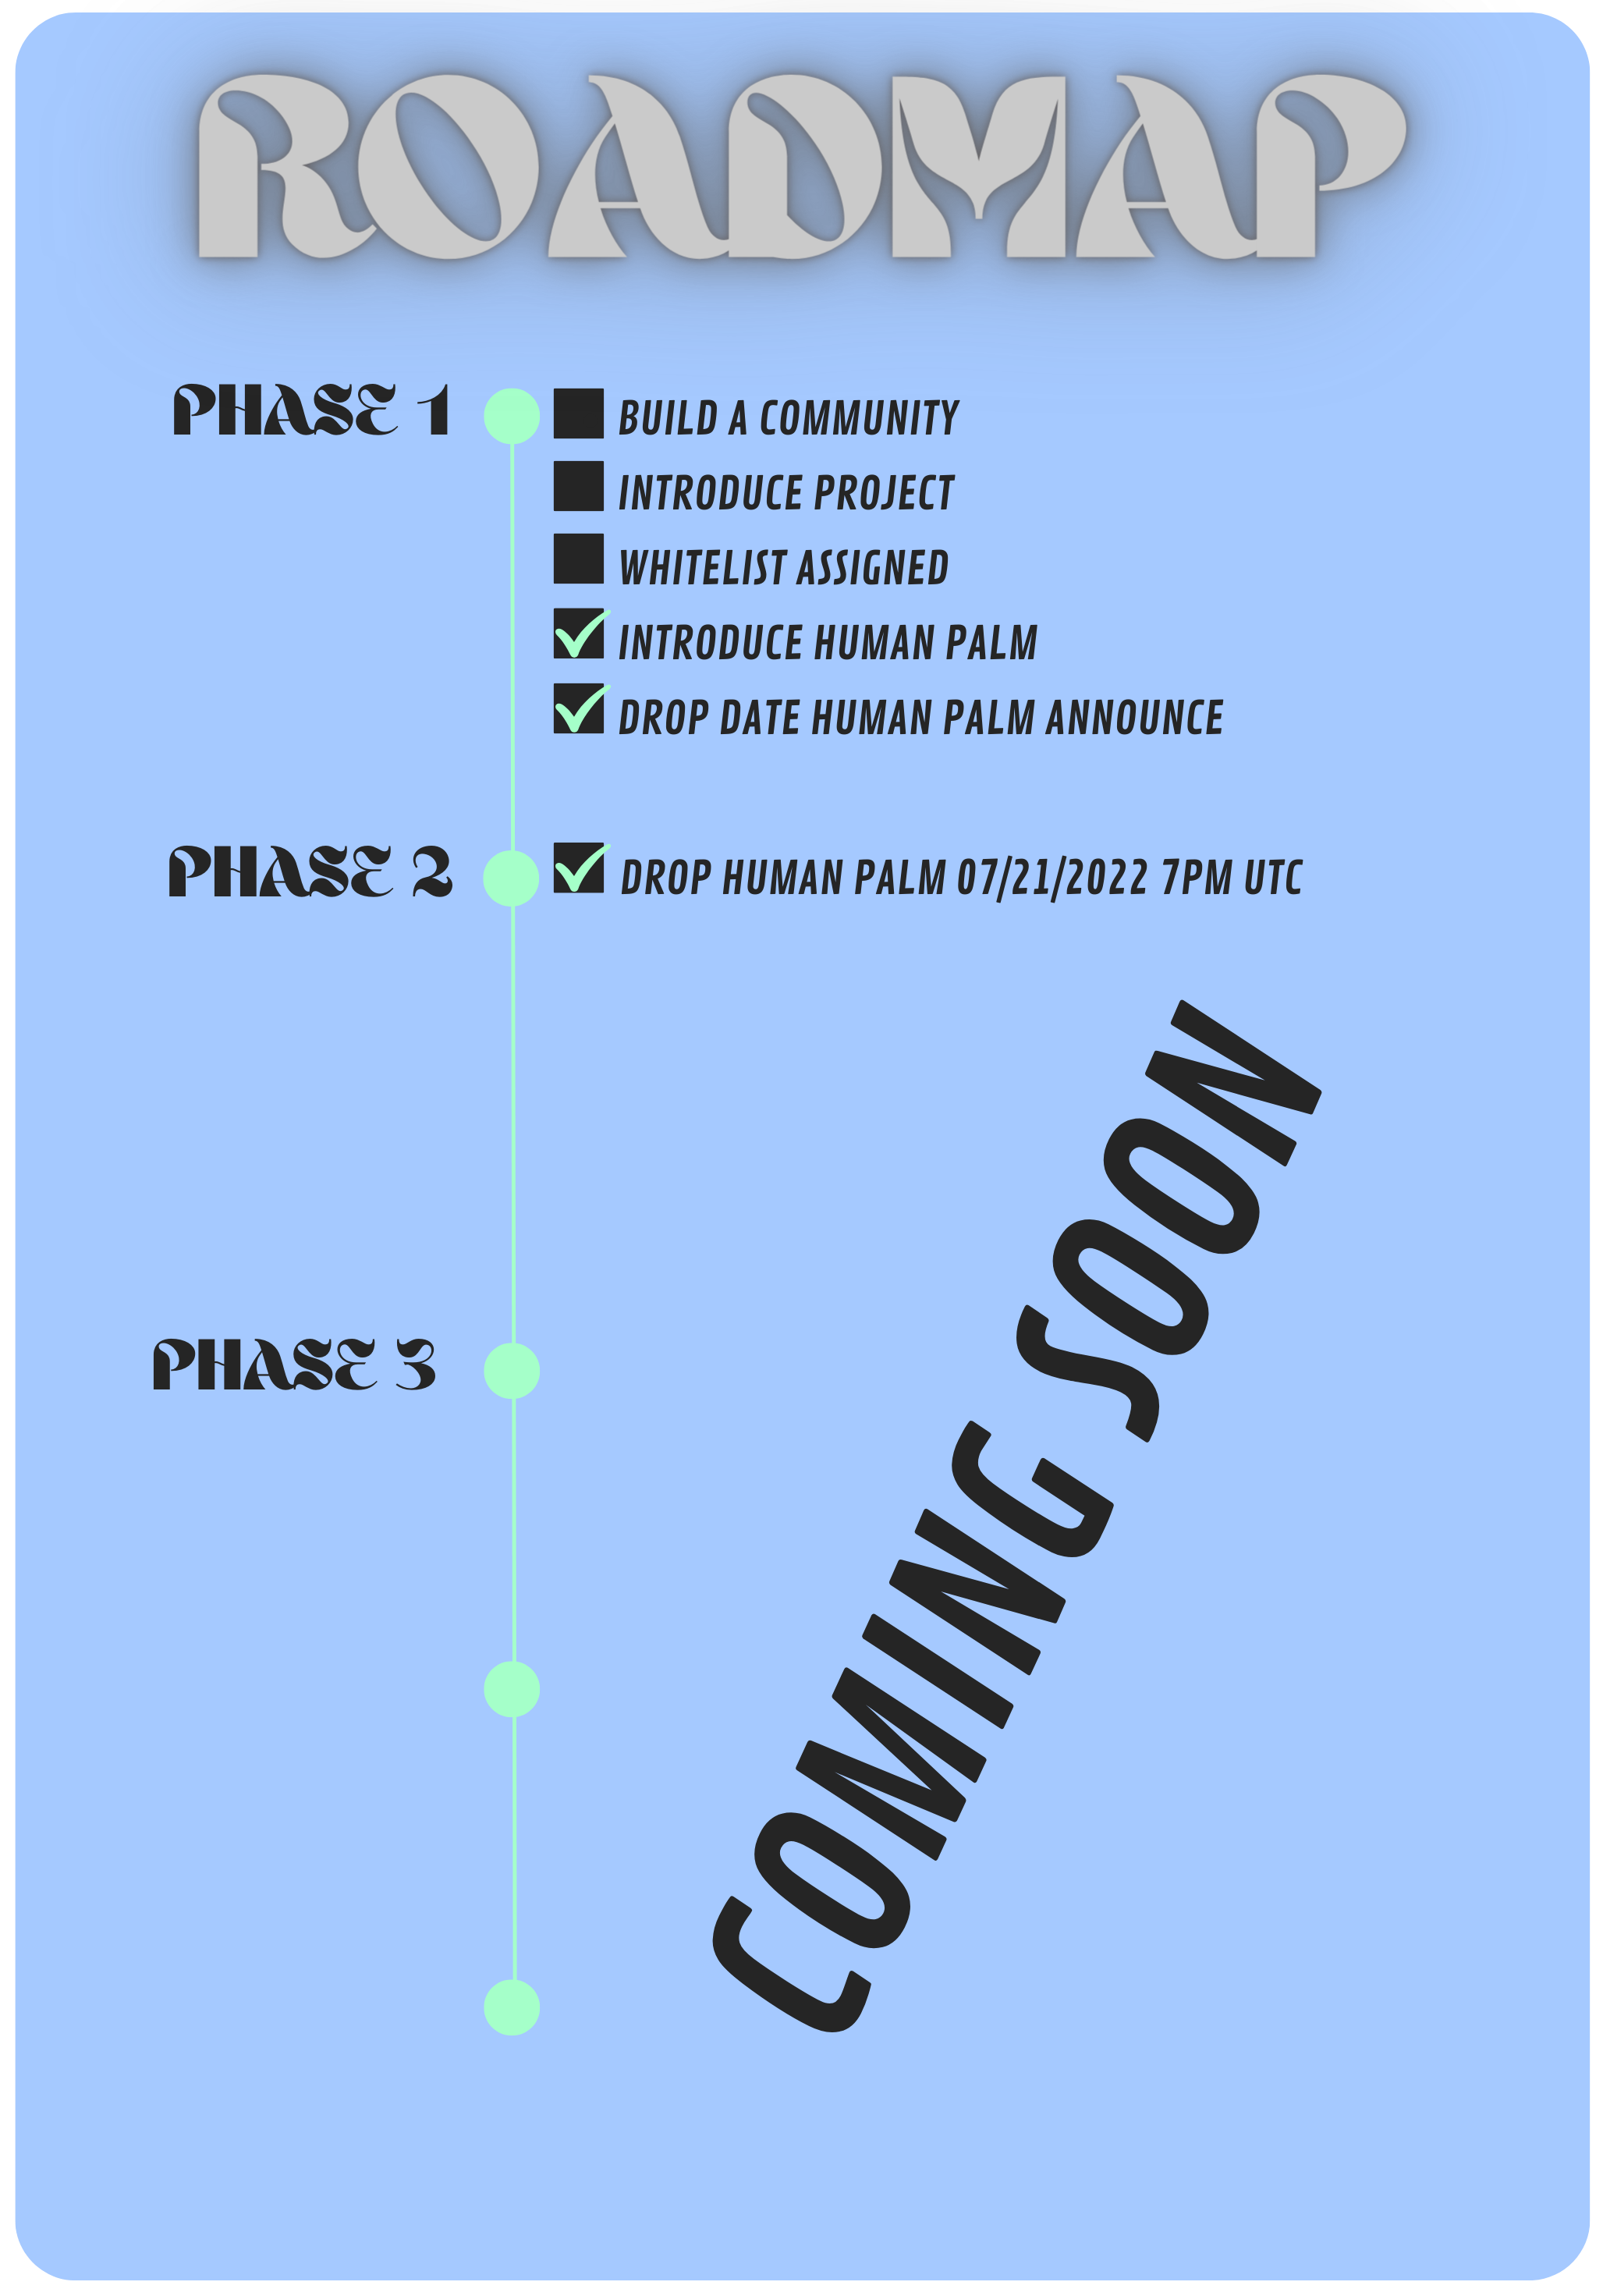 ROADMAP
PHASE 1
BUILD A COMMUNITY
INTRODUCE PROJECT
WHITELIST ASSIGNED
INTRODUCE HUMAN PALM
DROP DATE HUMAN PALM ANNOUNCE
PHASE 2
DROP HUMAN PALM 07/21/2022 7PM UTC
PHASE 3
COMING SOON